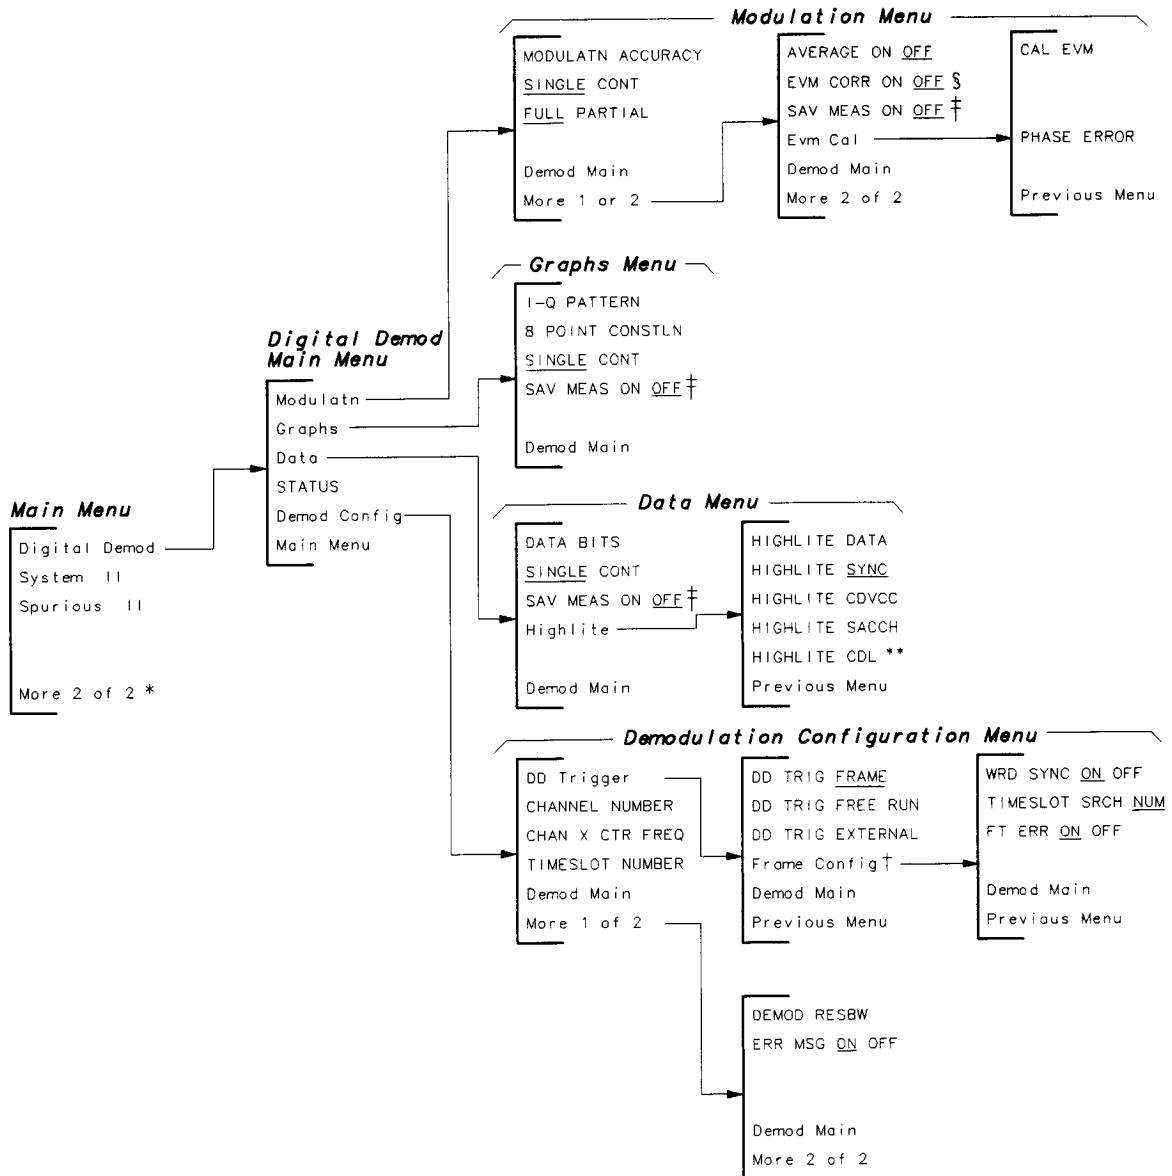 Modulation Menu
MODULATN ACCURACY
SINGLE CONT
FULL PARTIAL
Demod Main
More 1 or 2
AVERAGE ON OFF
EVM CORR ON OFF §
SAV MEAS ON OFF ‡
Evm Cal
Demod Main
More 2 of 2
CAL EVM
PHASE ERROR
Previous Menu
Graphs Menu
I-Q PATTERN
8 POINT CONSTLN
SINGLE CONT
SAV MEAS ON OFF ‡
Demod Main
Digital Demod
Main Menu
Modulatn
Graphs
Data
STATUS
Demod Config
Main Menu
Main Menu
Digital Demod
System II
Spurious II
More 2 of 2 *
Data Menu
DATA BITS
SINGLE CONT
SAV MEAS ON OFF ‡
Highlite
Demod Main
HIGHLITE DATA
HIGHLITE SYNC
HIGHLITE CDVCC
HIGHLITE SACCH
HIGHLITE CDL **
Previous Menu
Demodulation Configuration Menu
DD Trigger
CHANNEL NUMBER
CHAN X CTR FREQ
TIMESLOT NUMBER
Demod Main
More 1 of 2
DD TRIG FRAME
DD TRIG FREE RUN
DD TRIG EXTERNAL
Frame Config †
Demod Main
Previous Menu
WRD SYNC ON OFF
TIMESLOT SRCH NUM
FT ERR ON OFF
Demod Main
Previous Menu
DEMOD RESBW
ERR MSG ON OFF
Demod Main
More 2 of 2